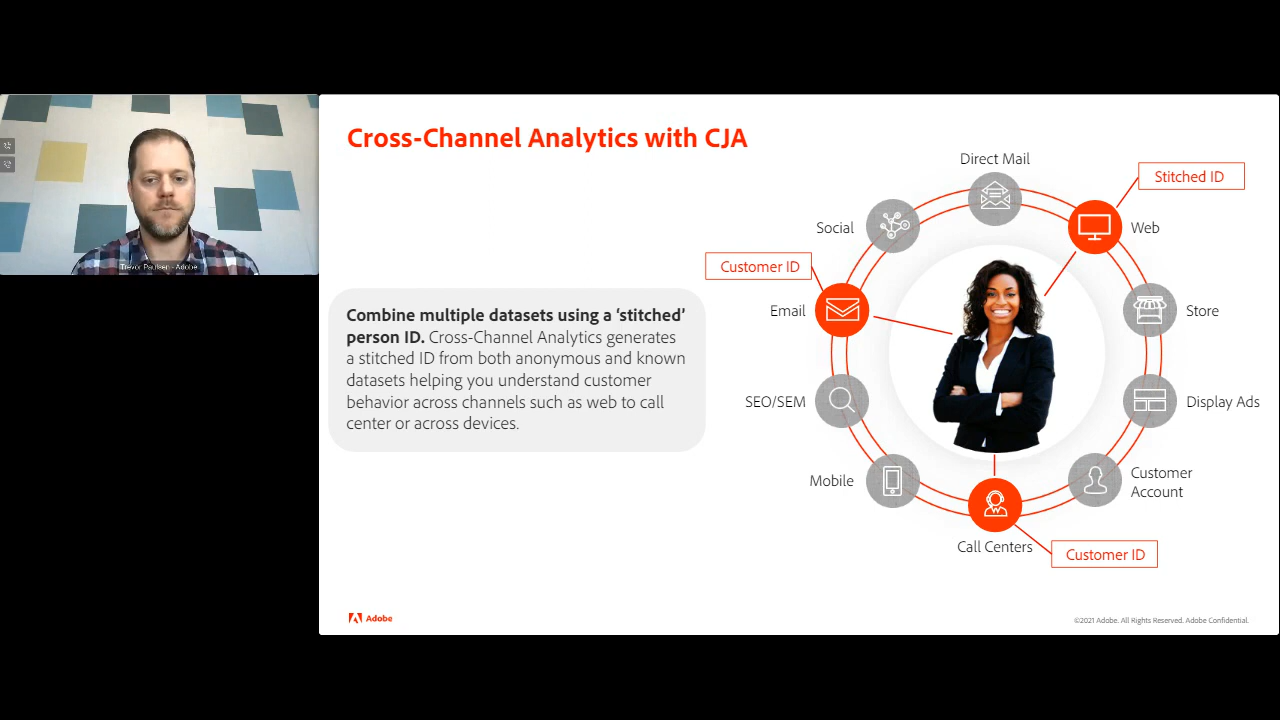 Trevor Paulsen - Adobe
Cross-Channel Analytics with CJA
Combine multiple datasets using a ‘stitched’
person ID. Cross-Channel Analytics generates
a stitched ID from both anonymous and known
datasets helping you understand customer
behavior across channels such as web to call
center or across devices.
Direct Mail
Stitched ID
Social
Web
Customer ID
Email
Store
SEO/SEM
Display Ads
Mobile
Customer
Account
Call Centers
Customer ID
Adobe
©2021 Adobe. All Rights Reserved. Adobe Confidential.